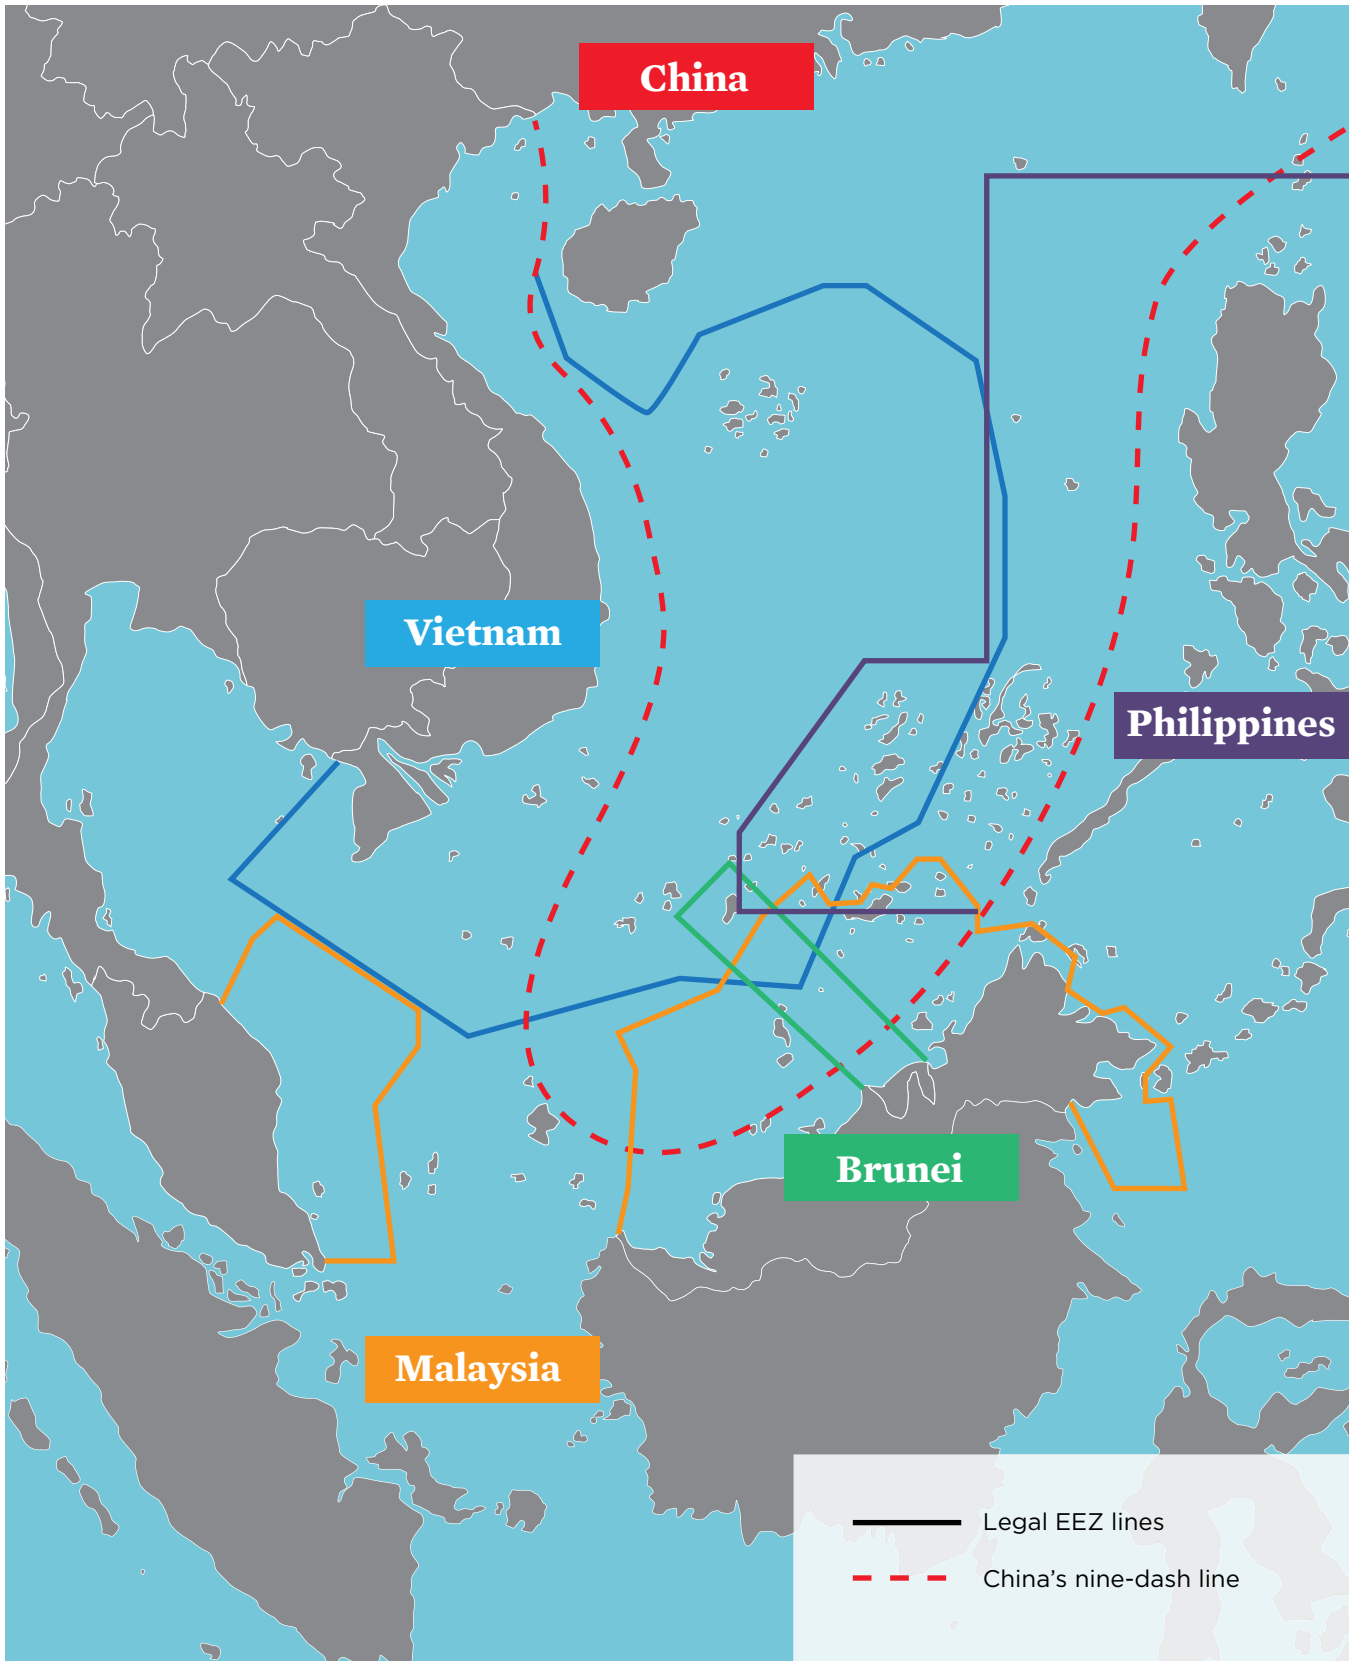 China
Vietnam
Philippines
Brunei
Malaysia
Legal EEZ lines
China’s nine-dash line